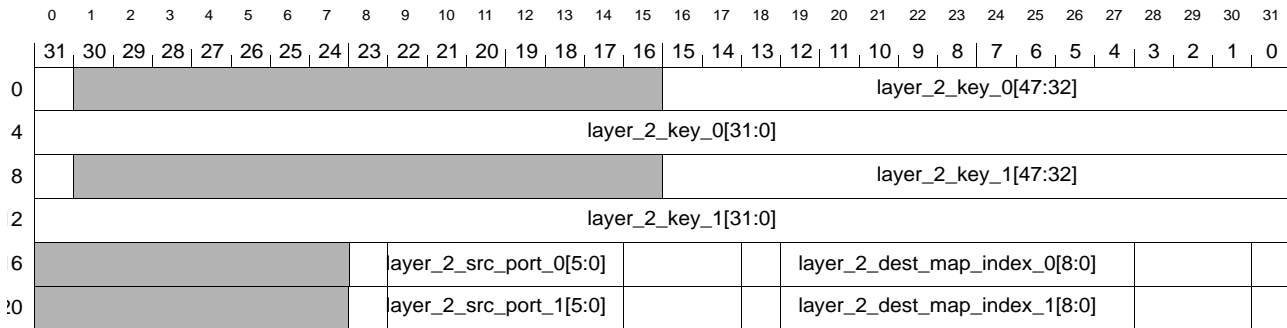 0 1 2 3 4 5 6 7 8 9 10 11 12 13 14 15 16 17 18 19 20 21 22 23 24 25 26 27 28 29 30 31
31 30 29 28 27 26 25 24 23 22 21 20 19 18 17 16 15 14 13 12 11 10 9 8 7 6 5 4 3 2 1 0
0 layer_2_key_0[47:32]
4 layer_2_key_0[31:0]
8 layer_2_key_1[47:32]
2 layer_2_key_1[31:0]
6 layer_2_src_port_0[5:0] layer_2_dest_map_index_0[8:0]
20 layer_2_src_port_1[5:0] layer_2_dest_map_index_1[8:0]